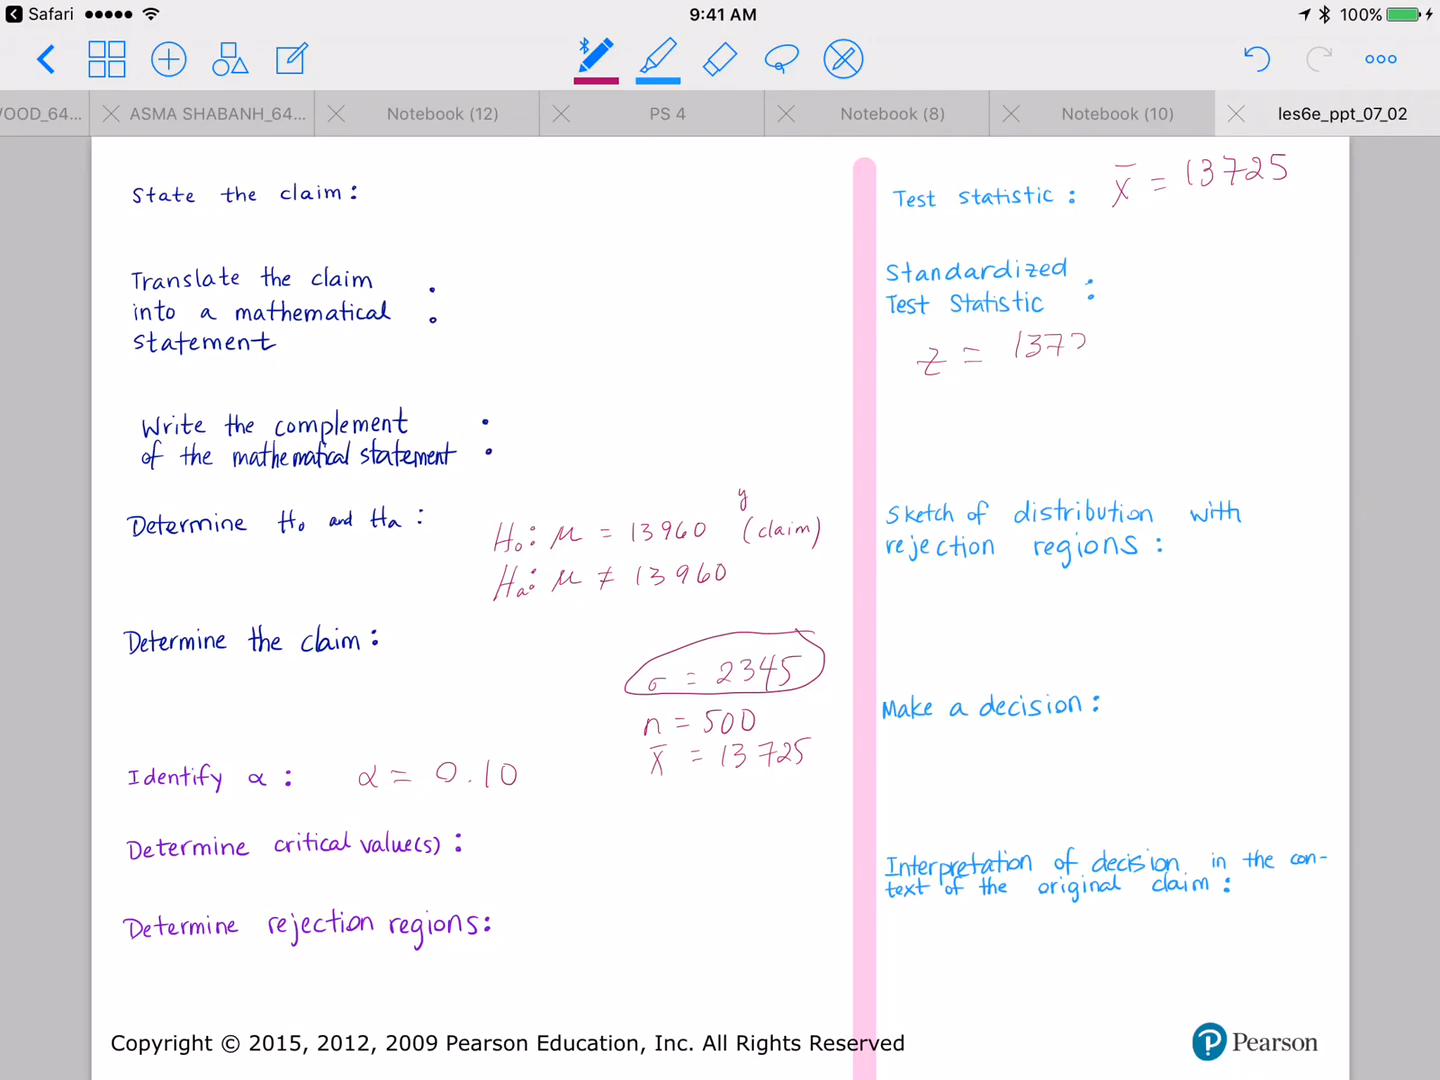 Safari
9:41 AM
100%
WOOD_64...
ASMA SHABANH_64...
Notebook (12)
PS 4
Notebook (8)
Notebook (10)
les6e_ppt_07_02
State the claim:
Translate the claim
into a mathematical :
statement
Write the complement
of the mathematical statement :
Determine H₀ and Hₐ :
y
H₀: μ = 13960 (claim)
Hₐ: μ ≠ 13960
Determine the claim:
σ = 2345
n = 500
x̄ = 13725
Identify α : α = 0.10
Determine critical value(s) :
Determine rejection regions:
Test statistic : x̄ = 13725
Standardized
Test Statistic :
z = 137
Sketch of distribution with
rejection regions :
Make a decision:
Interpretation of decision in the con-
text of the original claim :
Copyright © 2015, 2012, 2009 Pearson Education, Inc. All Rights Reserved
P Pearson